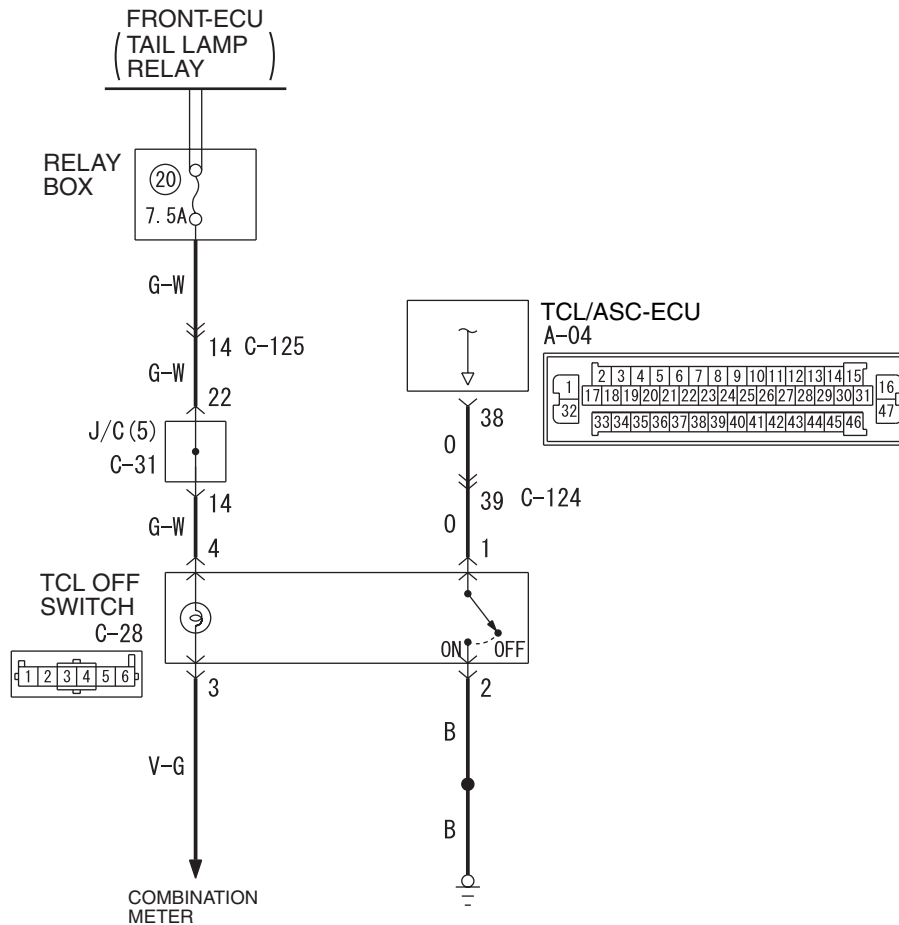 FRONT-ECU
(TAIL LAMP
RELAY)
RELAY
BOX
20
7.5A
G-W
14 C-125
G-W
22
J/C(5)
C-31
14
G-W
4
TCL/ASC-ECU
A-04
1 2 3 4 5 6 7 8 9 10 11 12 13 14 15 16
17 18 19 20 21 22 23 24 25 26 27 28 29 30 31
32 33 34 35 36 37 38 39 40 41 42 43 44 45 46 47
38
O
39 C-124
O
1
TCL OFF
SWITCH
C-28
1 2 3 4 5 6
ON OFF
3
2
V-G
B
B
COMBINATION
METER